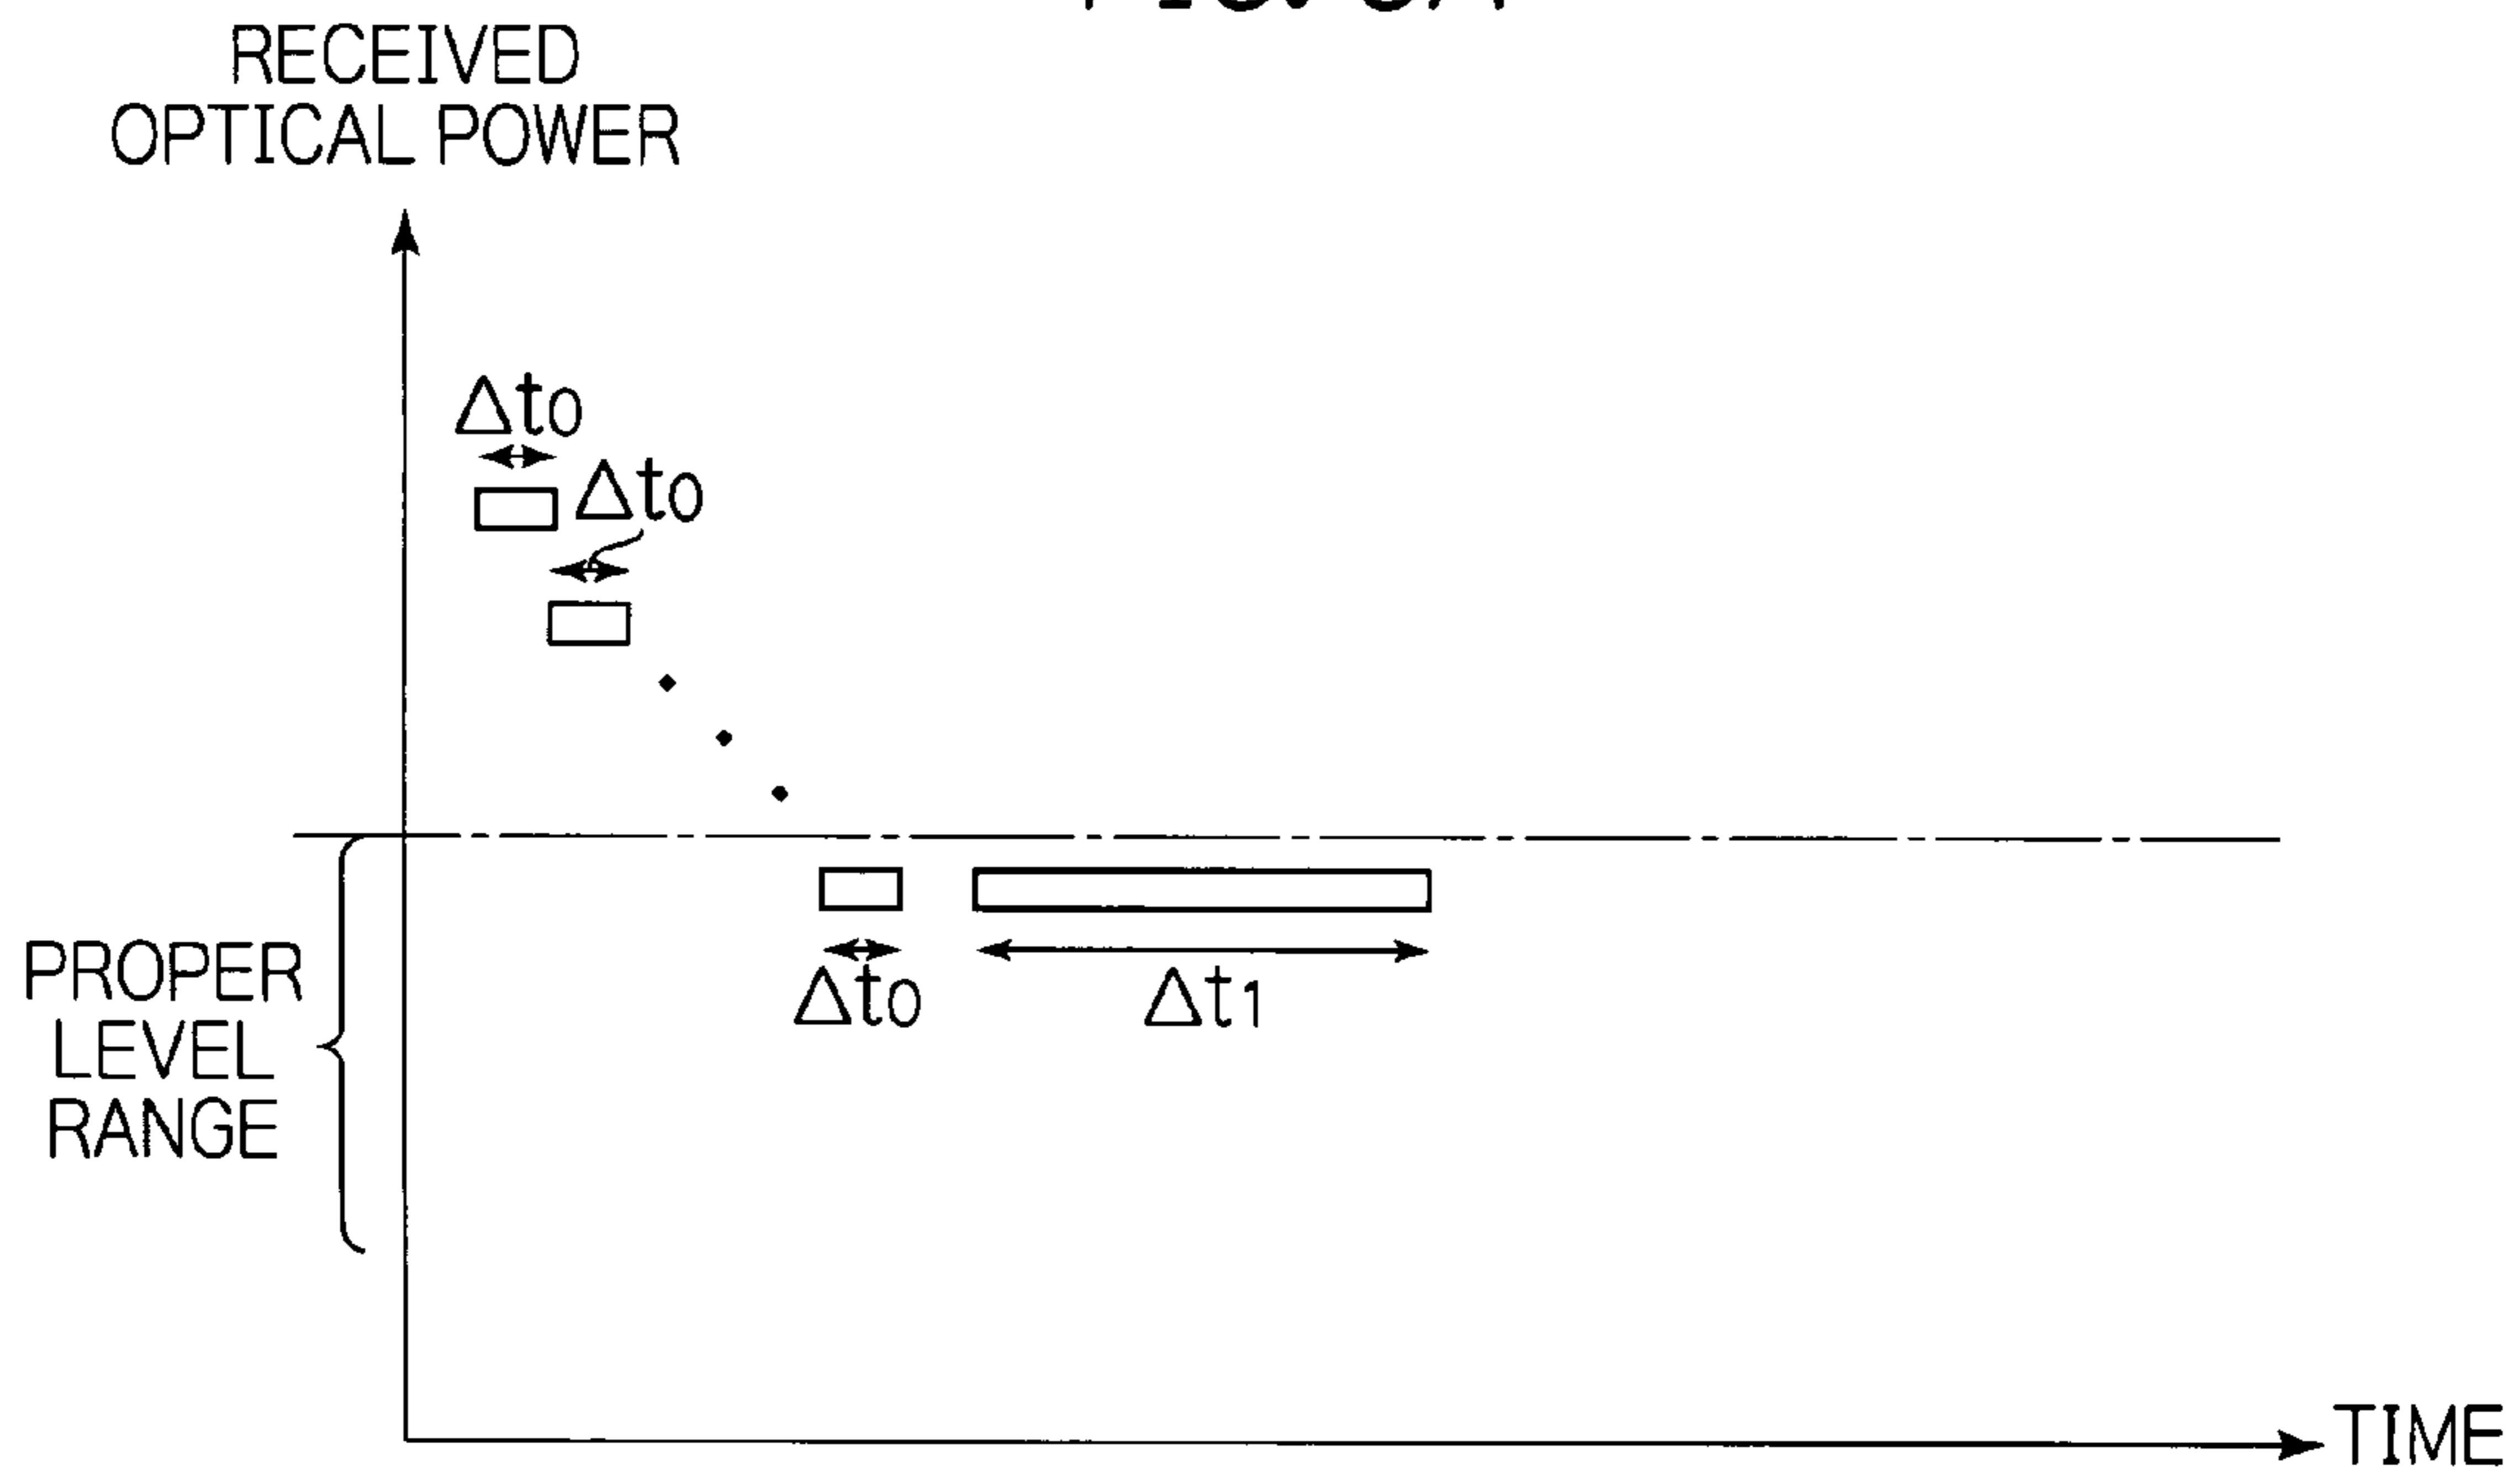 RECEIVED
OPTICAL POWER
Δt0
Δt0
PROPER
LEVEL
RANGE
Δt0
Δt1
TIME